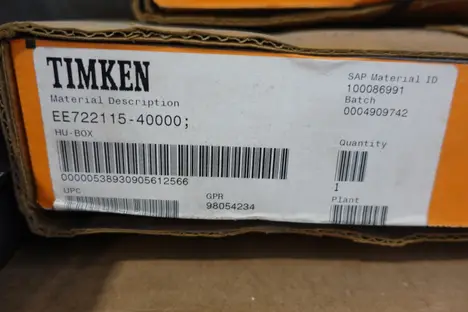 TIMKEN
Material Description
EE722115-40000;
HU-BOX
00000538930905612566
UPC
GPR
98054234
SAP Material ID
100086991
Batch
0004909742
Quantity
1
Plant